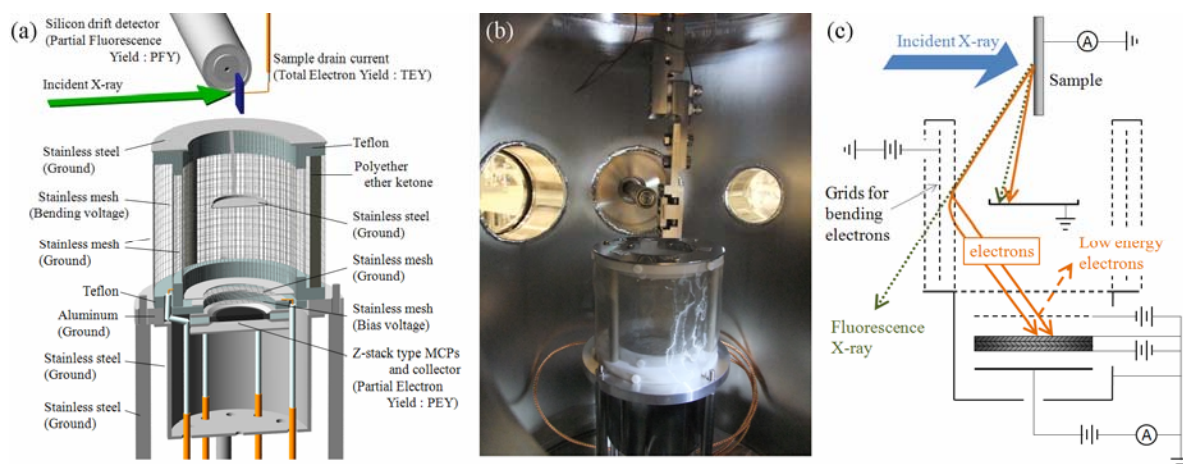 (a)
Silicon drift detector
(Partial Fluorescence
Yield : PFY)
Sample drain current
(Total Electron Yield : TEY)
Incident X-ray
Stainless steel
(Ground)
Stainless mesh
(Bending voltage)
Stainless mesh
(Ground)
Teflon
Aluminum
(Ground)
Stainless steel
(Ground)
Stainless steel
(Ground)
Teflon
Polyether
ether ketone
Stainless steel
(Ground)
Stainless mesh
(Ground)
Stainless mesh
(Bias voltage)
Z-stack type MCPs
and collector
(Partial Electron
Yield : PEY)
(b)
(c)
Incident X-ray
A
Sample
Grids for
bending
electrons
electrons
Low energy
electrons
Fluorescence
X-ray
A